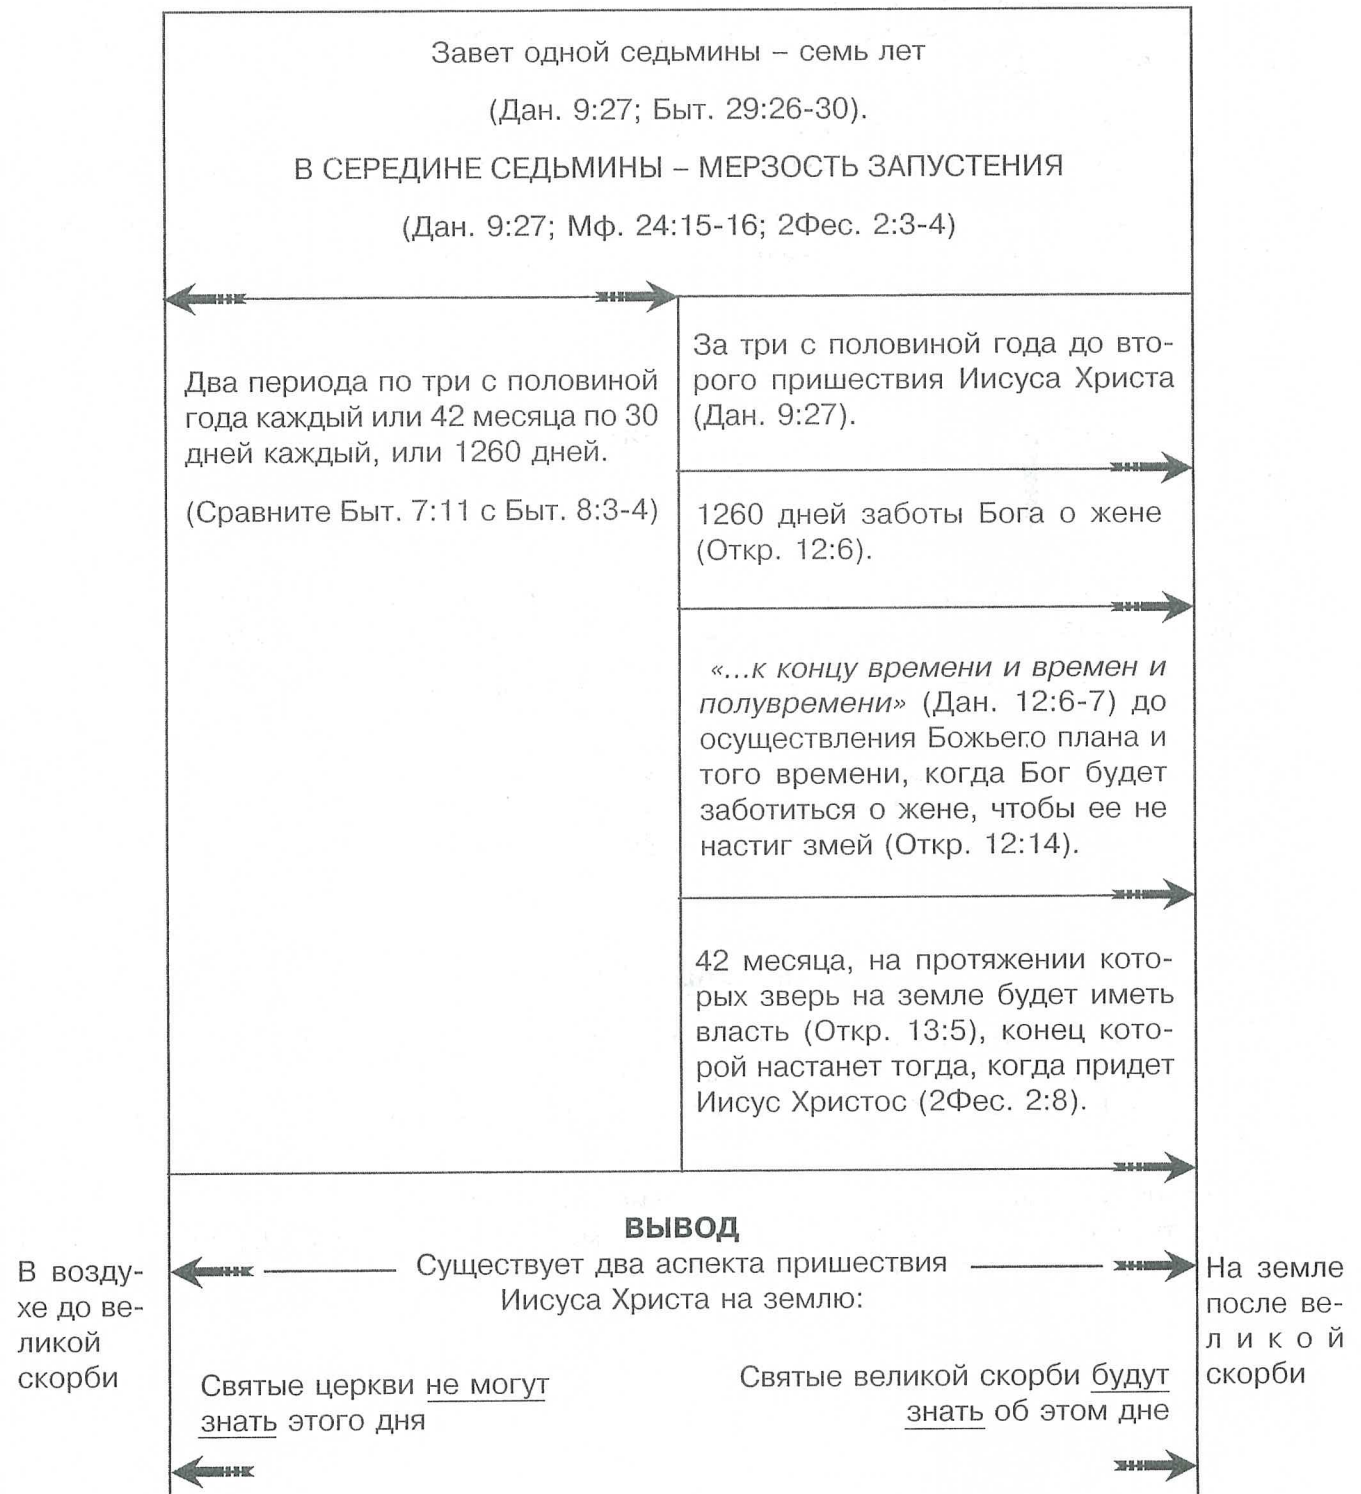 Завет одной седьмины – семь лет
(Дан. 9:27; Быт. 29:26-30).
В СЕРЕДИНЕ СЕДЬМИНЫ – МЕРЗОСТЬ ЗАПУСТЕНИЯ
(Дан. 9:27; Мф. 24:15-16; 2Фес. 2:3-4)
Два периода по три с половиной
года каждый или 42 месяца по 30
дней каждый, или 1260 дней.
(Сравните Быт. 7:11 с Быт. 8:3-4)
За три с половиной года до вто-
рого пришествия Иисуса Христа
(Дан. 9:27).
1260 дней заботы Бога о жене
(Откр. 12:6).
«...к концу времени и времен и
полувремени» (Дан. 12:6-7) до
осуществления Божьего плана и
того времени, когда Бог будет
заботиться о жене, чтобы ее не
настиг змей (Откр. 12:14).
42 месяца, на протяжении кото-
рых зверь на земле будет иметь
власть (Откр. 13:5), конец кото-
рой настанет тогда, когда придет
Иисус Христос (2Фес. 2:8).
ВЫВОД
Существует два аспекта пришествия
Иисуса Христа на землю:
В возду-
хе до ве-
ликой
скорби
Святые церкви не могут
знать этого дня
Святые великой скорби будут
знать об этом дне
На земле
после ве-
ликой
скорби